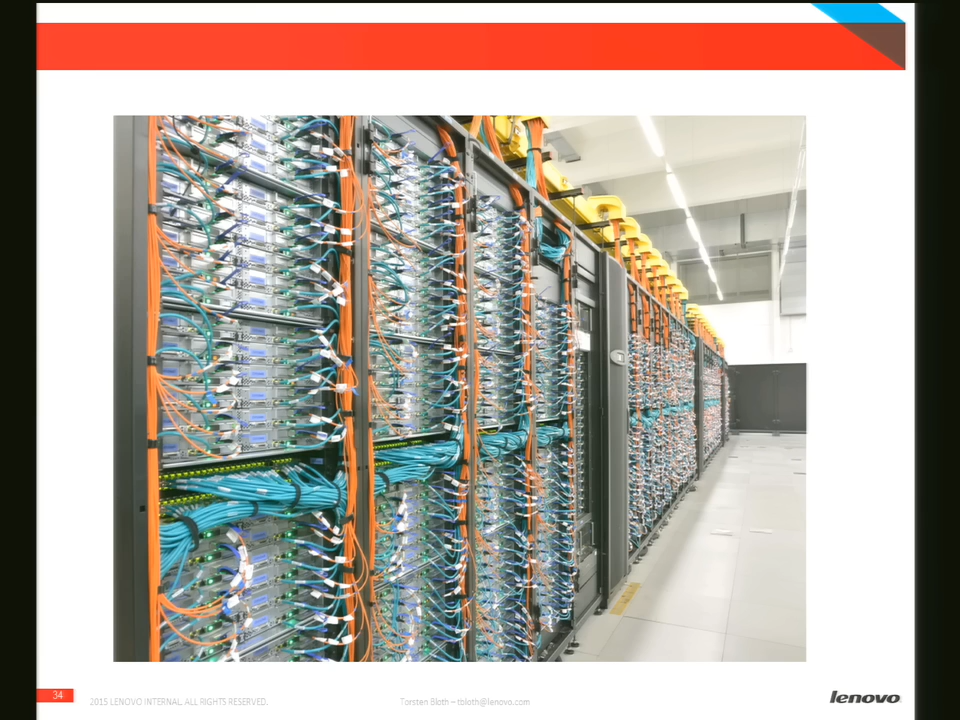 34
2015 LENOVO INTERNAL. ALL RIGHTS RESERVED.
Torsten Bloth – tbloth@lenovo.com
lenovo